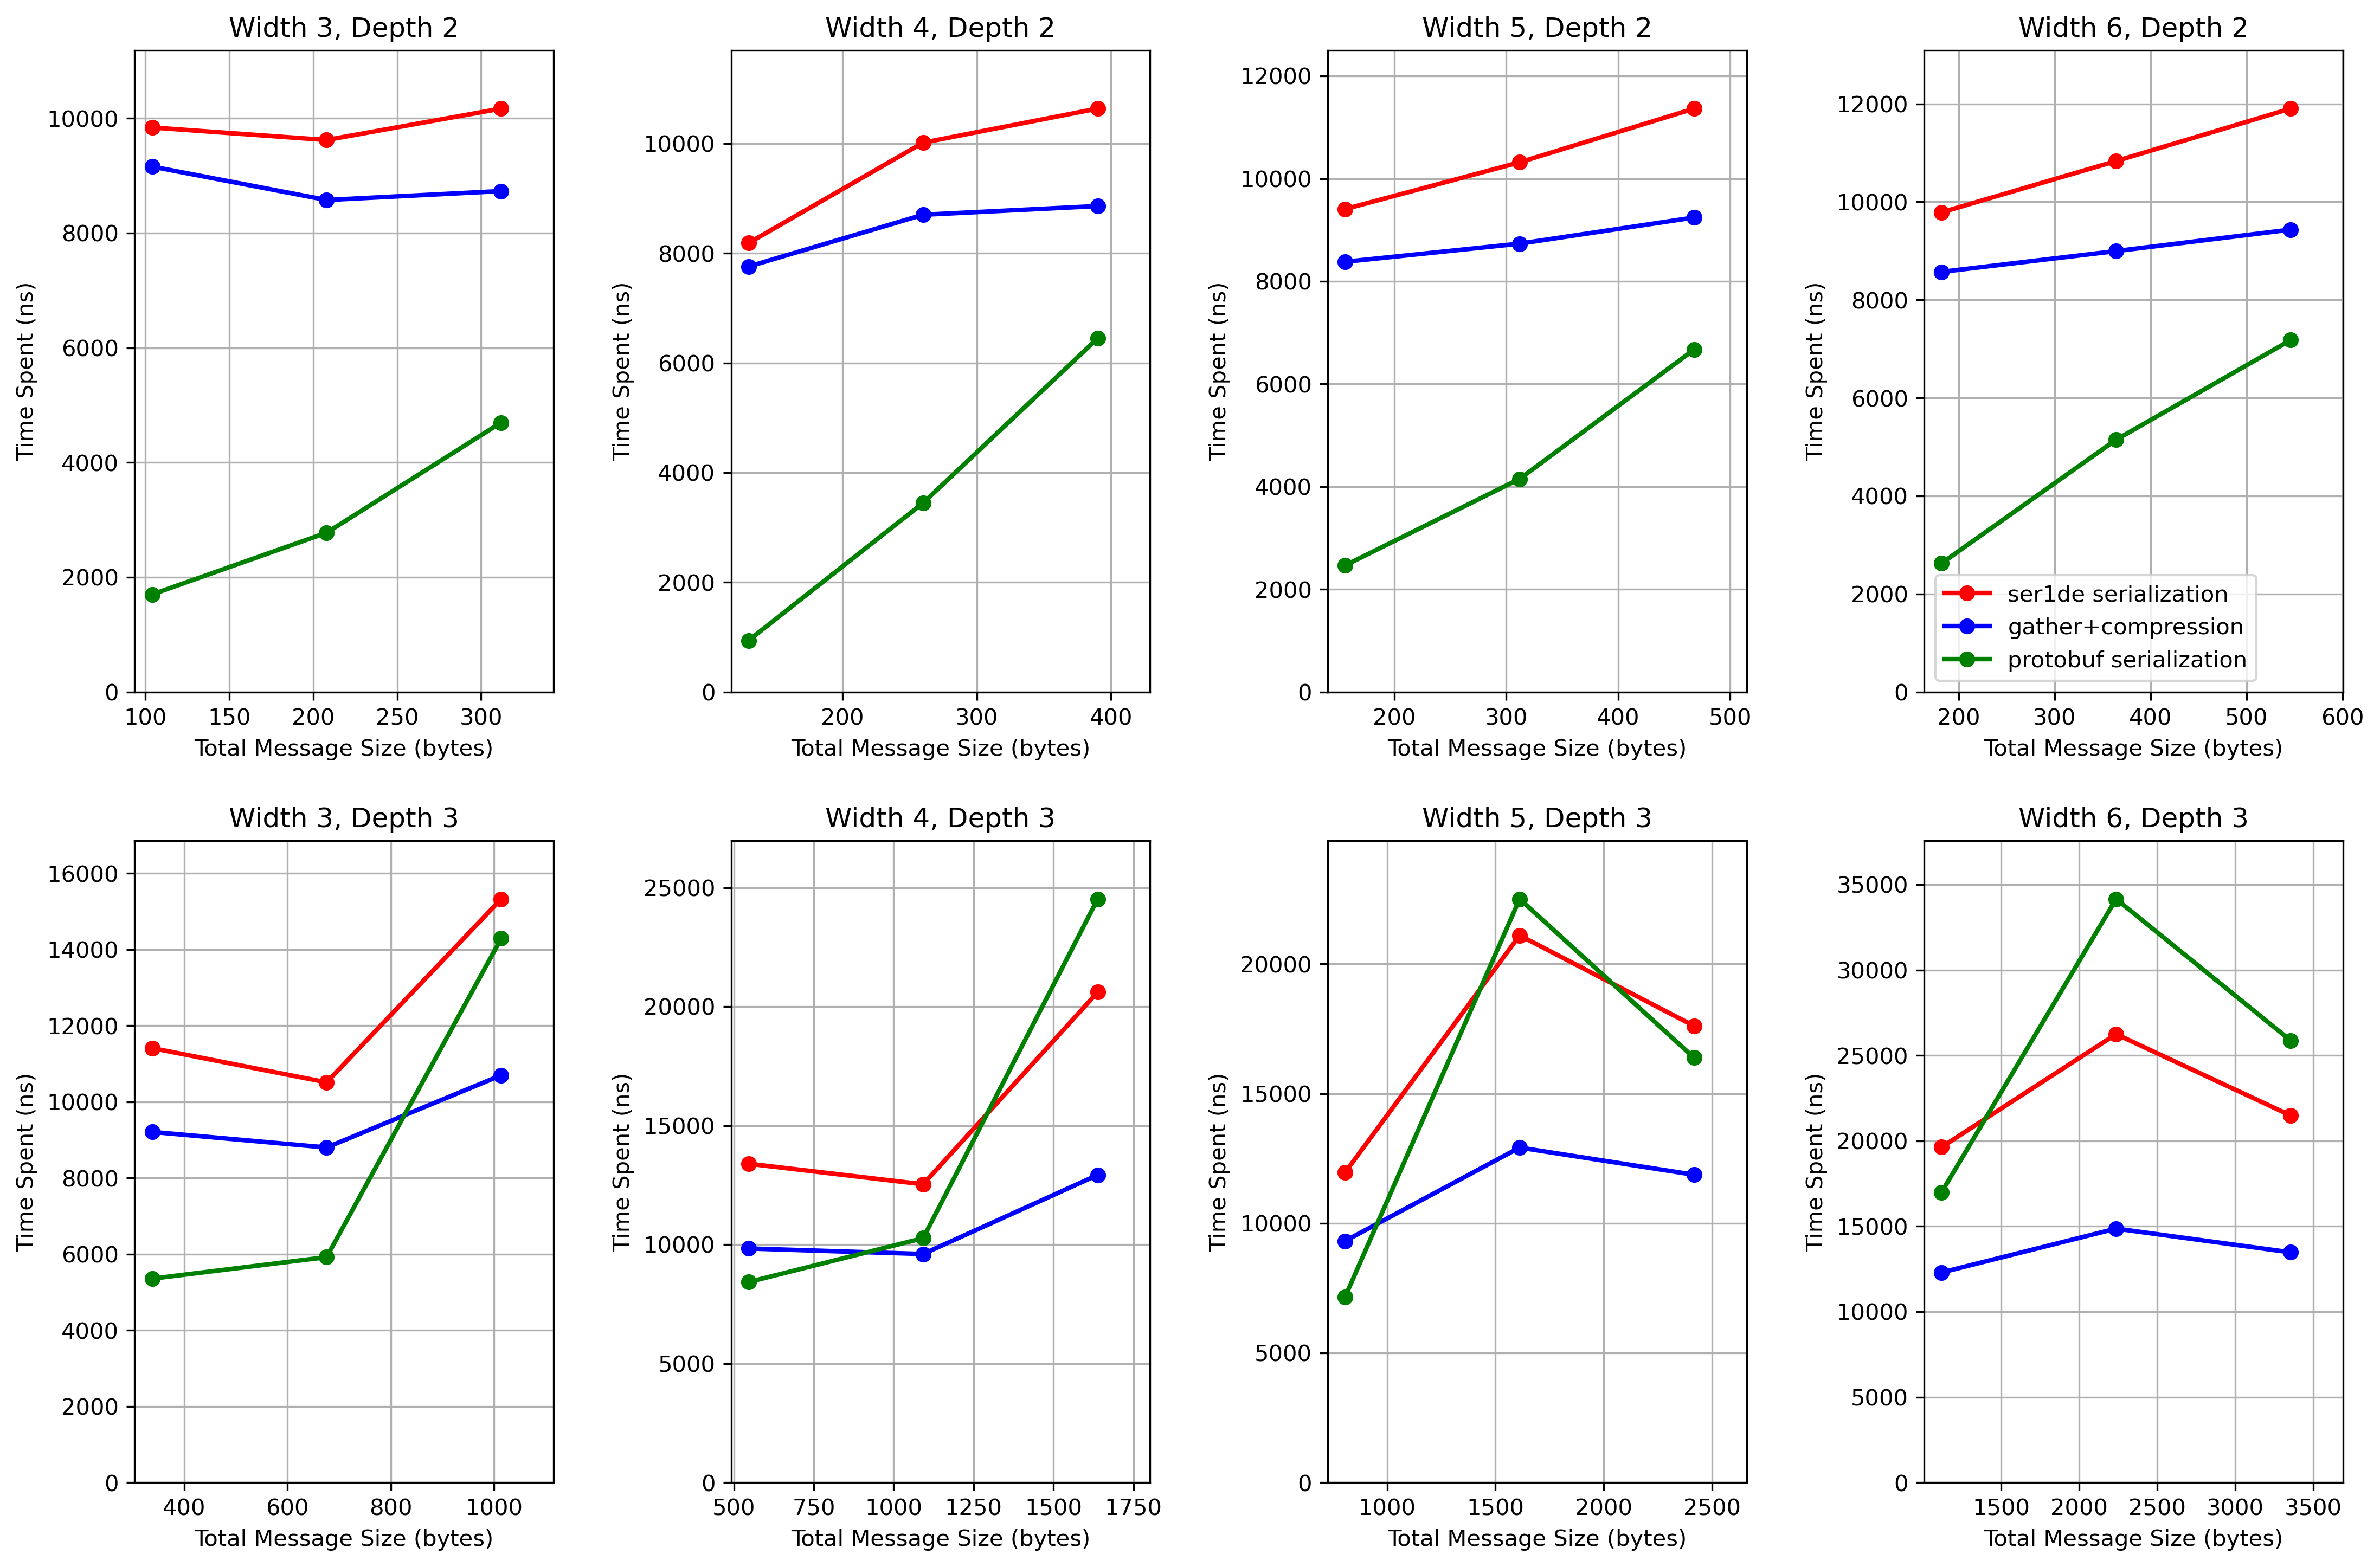 Width 3, Depth 2
Time Spent (ns)
10000
8000
6000
4000
2000
0
100 150 200 250 300
Total Message Size (bytes)
Width 4, Depth 2
Time Spent (ns)
10000
8000
6000
4000
2000
0
200 300 400
Total Message Size (bytes)
Width 5, Depth 2
Time Spent (ns)
12000
10000
8000
6000
4000
2000
0
200 300 400 500
Total Message Size (bytes)
Width 6, Depth 2
Time Spent (ns)
12000
10000
8000
6000
4000
2000
0
ser1de serialization
gather+compression
protobuf serialization
200 300 400 500 600
Total Message Size (bytes)
Width 3, Depth 3
Time Spent (ns)
16000
14000
12000
10000
8000
6000
4000
2000
0
400 600 800 1000
Total Message Size (bytes)
Width 4, Depth 3
Time Spent (ns)
25000
20000
15000
10000
5000
0
500 750 1000 1250 1500 1750
Total Message Size (bytes)
Width 5, Depth 3
Time Spent (ns)
20000
15000
10000
5000
0
1000 1500 2000 2500
Total Message Size (bytes)
Width 6, Depth 3
Time Spent (ns)
35000
30000
25000
20000
15000
10000
5000
0
1500 2000 2500 3000 3500
Total Message Size (bytes)